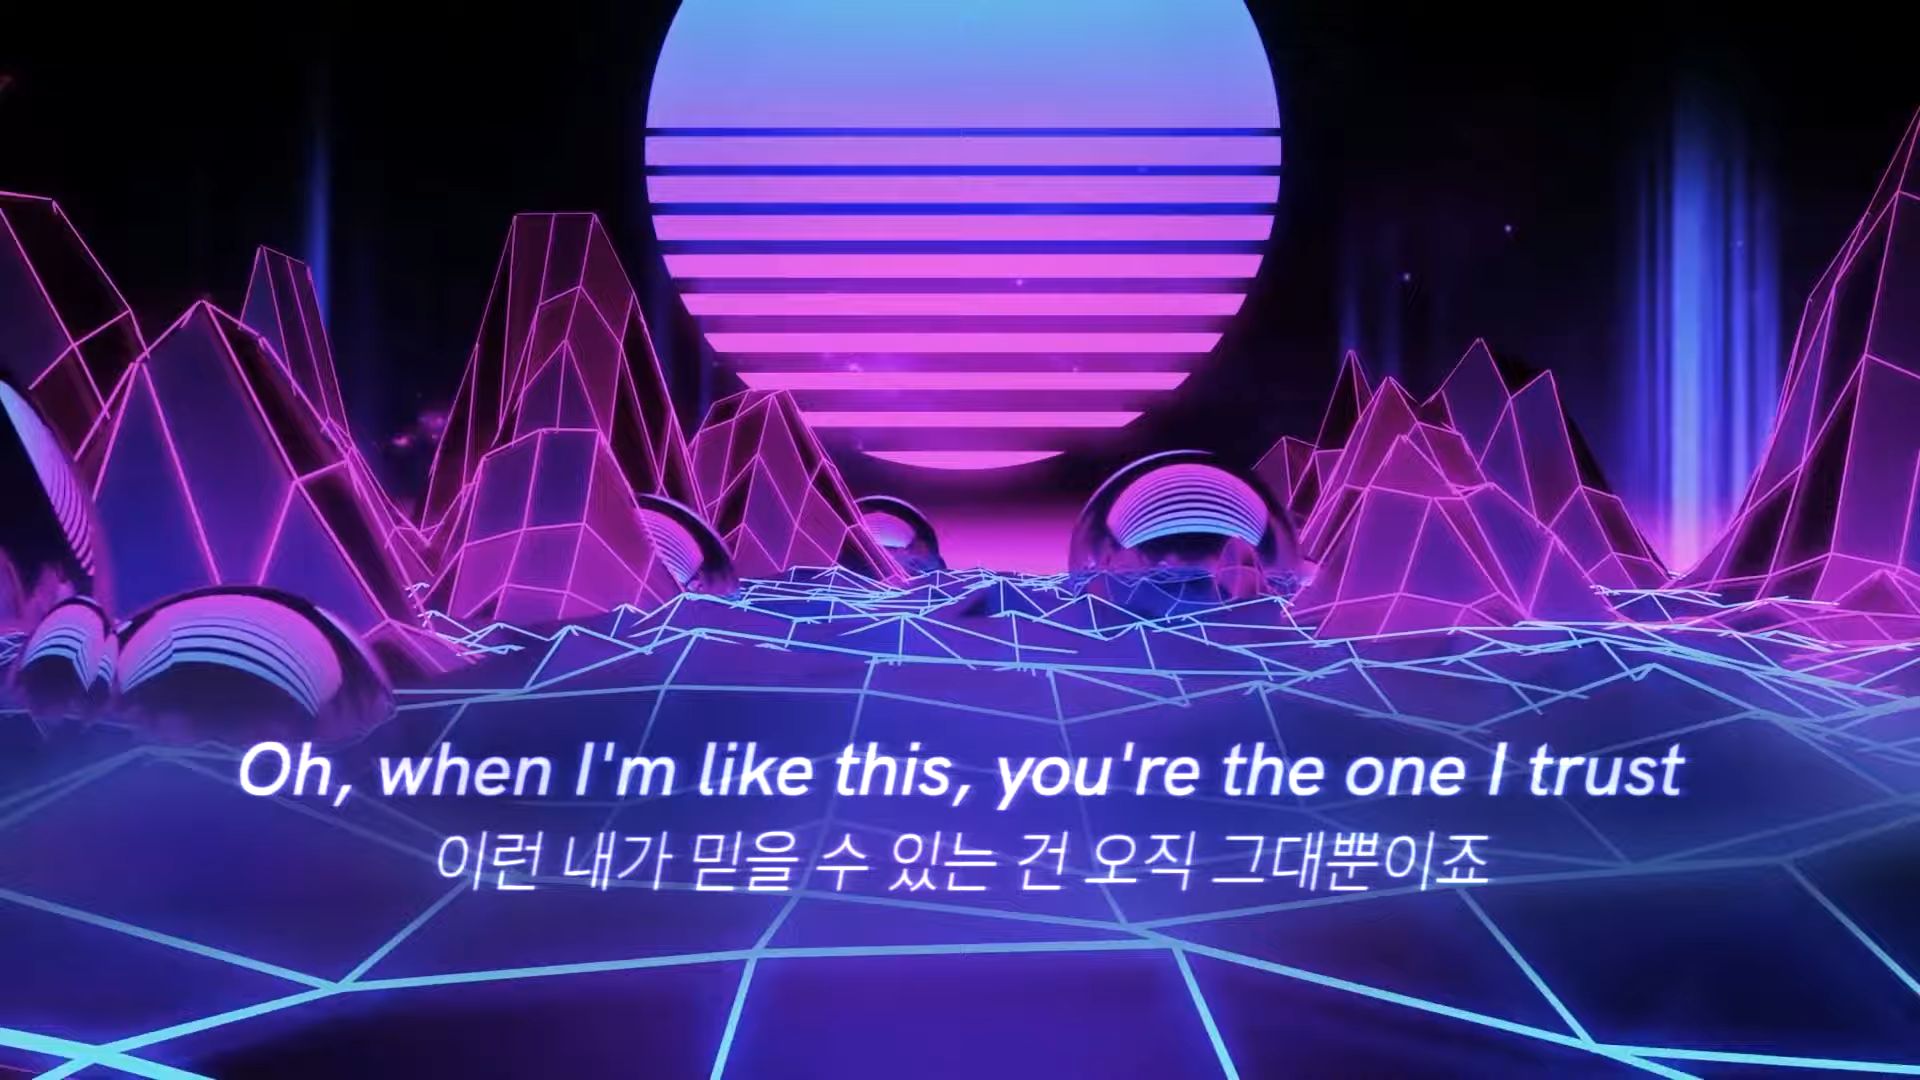 Oh, when I'm like this, you're the one I trust
이런 내가 믿을 수 있는 건 오직 그대뿐이죠